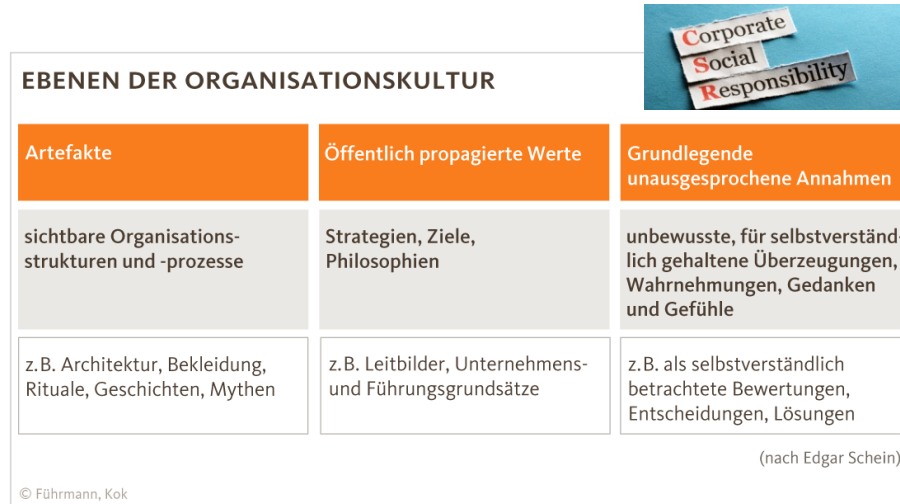 Corporate
Social
Responsibility
EBENEN DER ORGANISATIONSKULTUR
Artefakte
Öffentlich propagierte Werte
Grundlegende
unausgesprochene Annahmen
sichtbare Organisations-
strukturen und -prozesse
Strategien, Ziele,
Philosophien
unbewusste, für selbstverständ-
lich gehaltene Überzeugungen,
Wahrnehmungen, Gedanken
und Gefühle
z.B. Architektur, Bekleidung,
Rituale, Geschichten, Mythen
z.B. Leitbilder, Unternehmens-
und Führungsgrundsätze
z.B. als selbstverständlich
betrachtete Bewertungen,
Entscheidungen, Lösungen
(nach Edgar Schein)
© Führmann, Kok